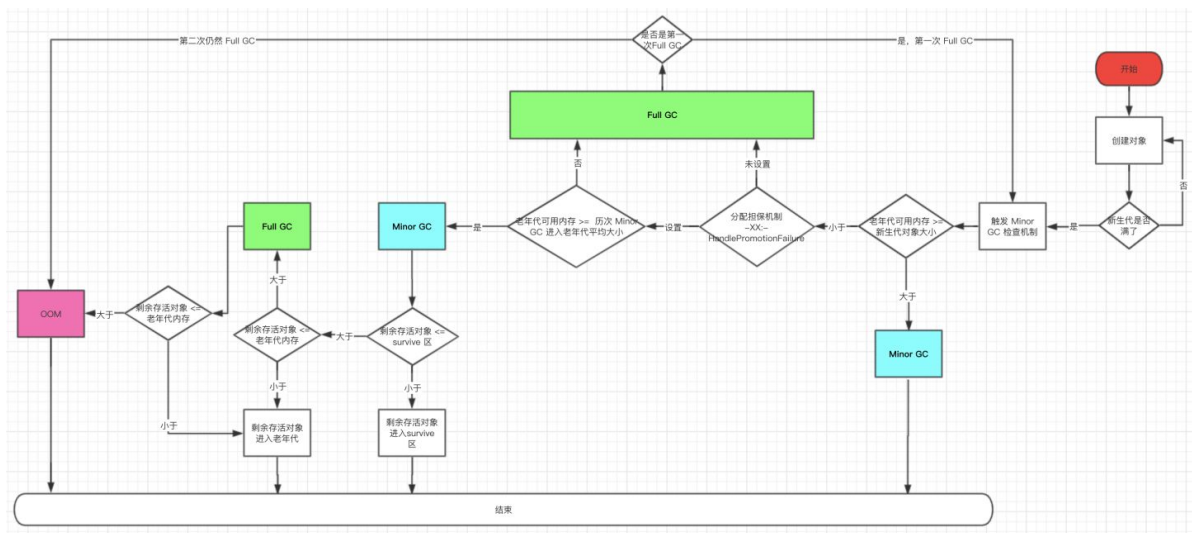 第二次仍然 Full GC
是否是第一
次Full GC
是，第一次 Full GC
开始
Full GC
创建对象
否
未设置
否
Full GC
Minor GC
是
老年代可用内存 >= 历次 Minor
GC 进入老年代平均大小
设置
分配担保机制
-XX:-
HandlePromotionFailure
小于
老年代可用内存 >=
新生代对象大小
触发 Minor
GC 检查机制
是
新生代是否
满了
大于
大于
OOM
大于
剩余存活对象 <=
老年代内存
剩余存活对象 <=
老年代内存
大于
剩余存活对象 <=
survive 区
Minor GC
小于
小于
小于
剩余存活对象
进入老年代
剩余存活对象
进入survive
区
结束